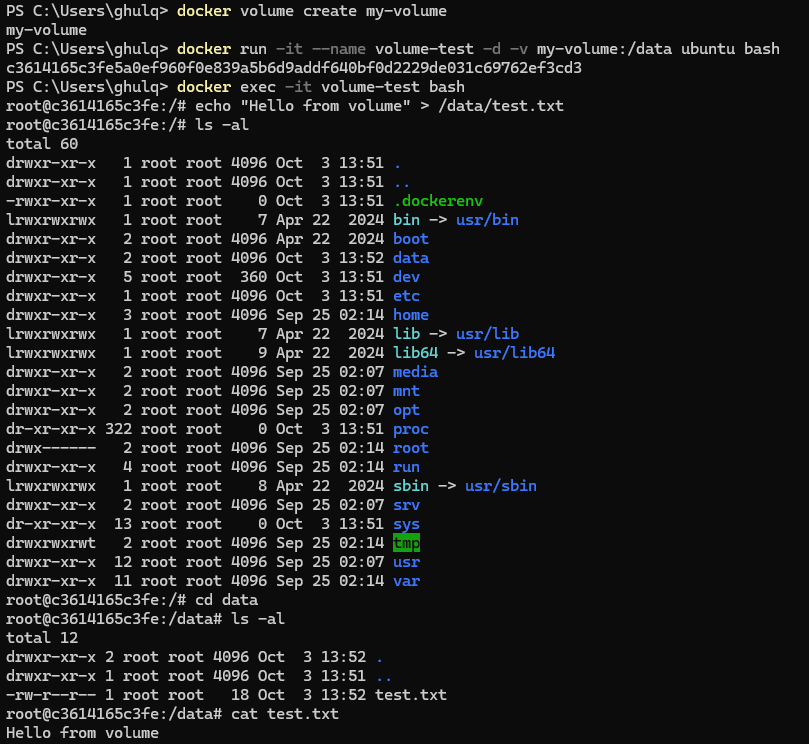 PS C:\Users\ghulq> docker volume create my-volume
my-volume
PS C:\Users\ghulq> docker run -it --name volume-test -d -v my-volume:/data ubuntu bash
c3614165c3fe5a0ef960f0e839a5b6d9addf640bf0d2229de031c69762ef3cd3
PS C:\Users\ghulq> docker exec -it volume-test bash
root@c3614165c3fe:/# echo "Hello from volume" > /data/test.txt
root@c3614165c3fe:/# ls -al
total 60
drwxr-xr-x   1 root root 4096 Oct  3 13:51 .
drwxr-xr-x   1 root root 4096 Oct  3 13:51 ..
-rwxr-xr-x   1 root root    0 Oct  3 13:51 .dockerenv
lrwxrwxrwx   1 root root    7 Apr 22  2024 bin -> usr/bin
drwxr-xr-x   2 root root 4096 Apr 22  2024 boot
drwxr-xr-x   2 root root 4096 Oct  3 13:52 data
drwxr-xr-x   5 root root  360 Oct  3 13:51 dev
drwxr-xr-x   1 root root 4096 Oct  3 13:51 etc
drwxr-xr-x   3 root root 4096 Sep 25 02:14 home
lrwxrwxrwx   1 root root    7 Apr 22  2024 lib -> usr/lib
lrwxrwxrwx   1 root root    9 Apr 22  2024 lib64 -> usr/lib64
drwxr-xr-x   2 root root 4096 Sep 25 02:07 media
drwxr-xr-x   2 root root 4096 Sep 25 02:07 mnt
drwxr-xr-x   2 root root 4096 Sep 25 02:07 opt
dr-xr-xr-x 322 root root    0 Oct  3 13:51 proc
drwx------   2 root root 4096 Sep 25 02:14 root
drwxr-xr-x   4 root root 4096 Sep 25 02:14 run
lrwxrwxrwx   1 root root    8 Apr 22  2024 sbin -> usr/sbin
drwxr-xr-x   2 root root 4096 Sep 25 02:07 srv
dr-xr-xr-x  13 root root    0 Oct  3 13:51 sys
drwxrwxrwt   2 root root 4096 Sep 25 02:14 tmp
drwxr-xr-x  12 root root 4096 Sep 25 02:07 usr
drwxr-xr-x  11 root root 4096 Sep 25 02:14 var
root@c3614165c3fe:/# cd data
root@c3614165c3fe:/data# ls -al
total 12
drwxr-xr-x 2 root root 4096 Oct  3 13:52 .
drwxr-xr-x 1 root root 4096 Oct  3 13:51 ..
-rw-r--r-- 1 root root   18 Oct  3 13:52 test.txt
root@c3614165c3fe:/data# cat test.txt
Hello from volume